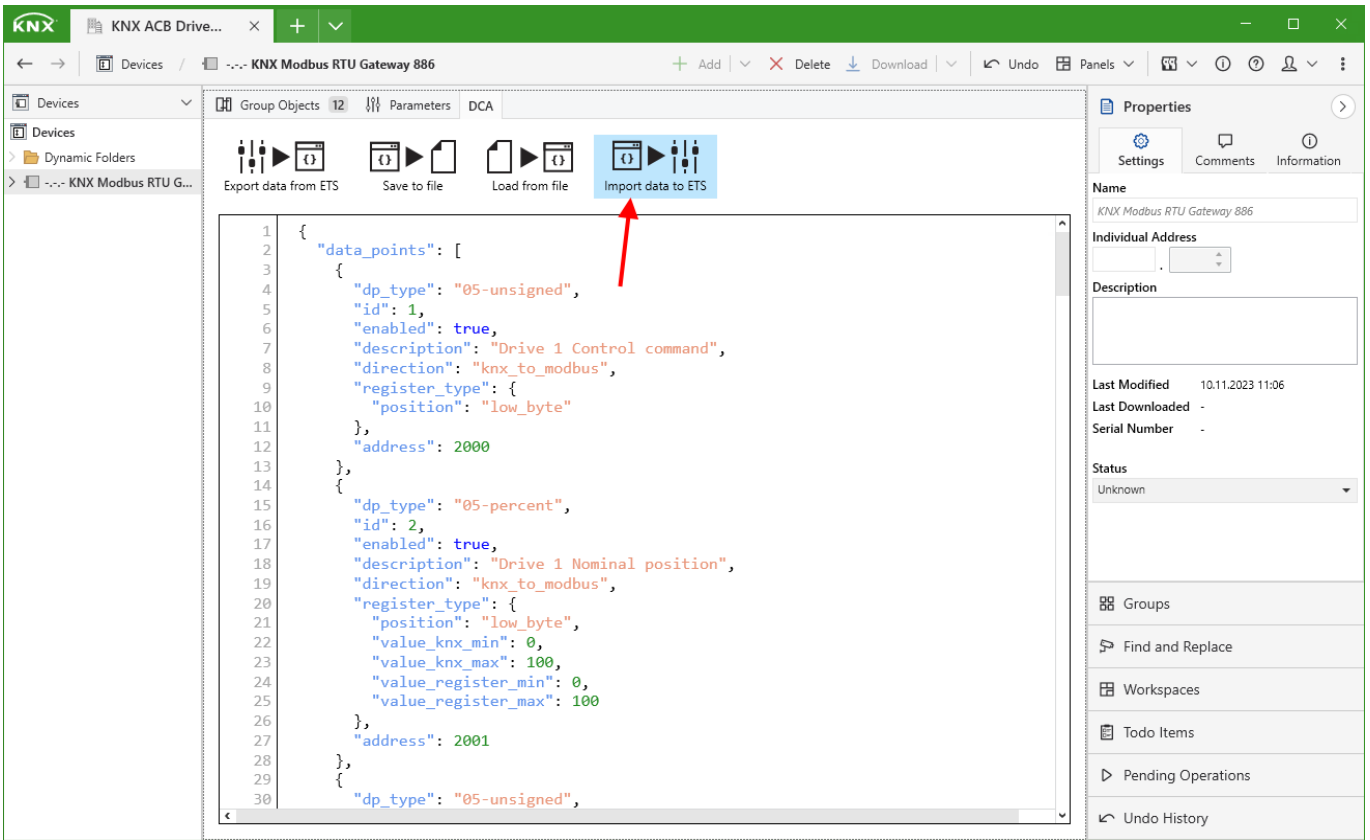 KNX
KNX ACB Drive...
Devices / -.-.- KNX Modbus RTU Gateway 886
Add
Delete
Download
Undo
Panels
Devices
Devices
Dynamic Folders
-.-.- KNX Modbus RTU G...
Group Objects 12
Parameters
DCA
Export data from ETS
Save to file
Load from file
Import data to ETS
1 {
2 "data_points": [
3 {
4 "dp_type": "05-unsigned",
5 "id": 1,
6 "enabled": true,
7 "description": "Drive 1 Control command",
8 "direction": "knx_to_modbus",
9 "register_type": {
10 "position": "low_byte"
11 },
12 "address": 2000
13 },
14 {
15 "dp_type": "05-percent",
16 "id": 2,
17 "enabled": true,
18 "description": "Drive 1 Nominal position",
19 "direction": "knx_to_modbus",
20 "register_type": {
21 "position": "low_byte",
22 "value_knx_min": 0,
23 "value_knx_max": 100,
24 "value_register_min": 0,
25 "value_register_max": 100
26 },
27 "address": 2001
28 },
29 {
30 "dp_type": "05-unsigned",
Properties
Settings
Comments
Information
Name
KNX Modbus RTU Gateway 886
Individual Address
.
Description
Last Modified 10.11.2023 11:06
Last Downloaded -
Serial Number -
Status
Unknown
Groups
Find and Replace
Workspaces
Todo Items
Pending Operations
Undo History